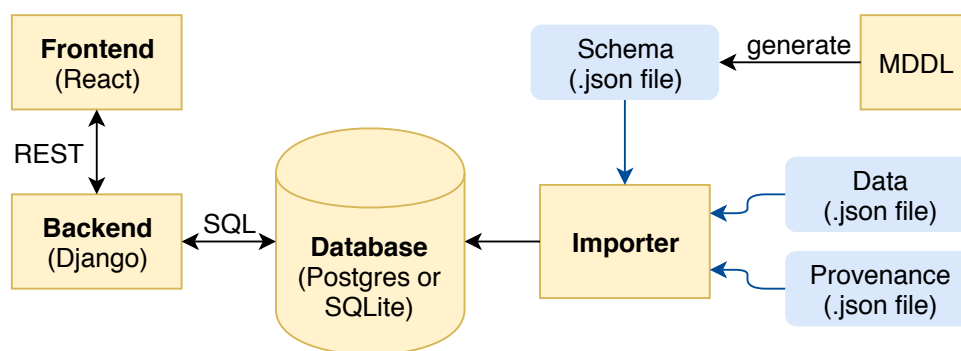 Frontend
(React)
REST
Backend
(Django)
SQL
Database
(Postgres or
SQLite)
Schema
(.json file)
generate
MDDL
Importer
Data
(.json file)
Provenance
(.json file)